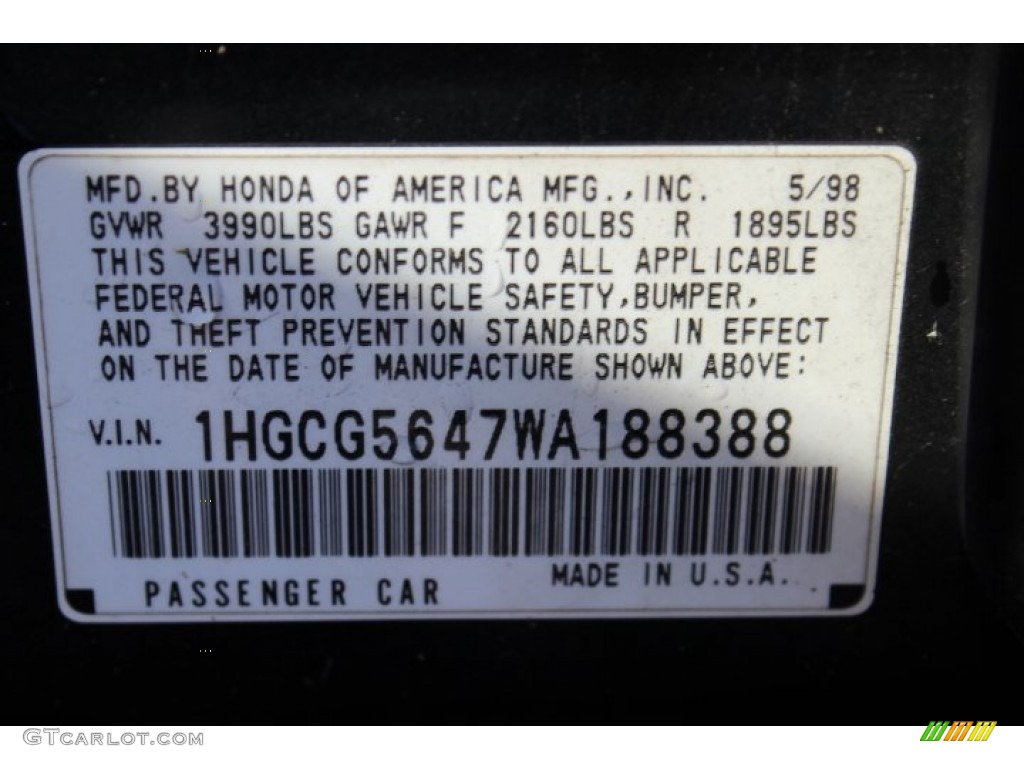 MFD.BY HONDA OF AMERICA MFG.,INC. 5/98
GVWR 3990LBS GAWR F 2160LBS R 1895LBS
THIS VEHICLE CONFORMS TO ALL APPLICABLE
FEDERAL MOTOR VEHICLE SAFETY,BUMPER,
AND THEFT PREVENTION STANDARDS IN EFFECT
ON THE DATE OF MANUFACTURE SHOWN ABOVE:
V.I.N. 1HGCG5647WA188388
PASSENGER CAR MADE IN U.S.A.
GTCARLOT.COM